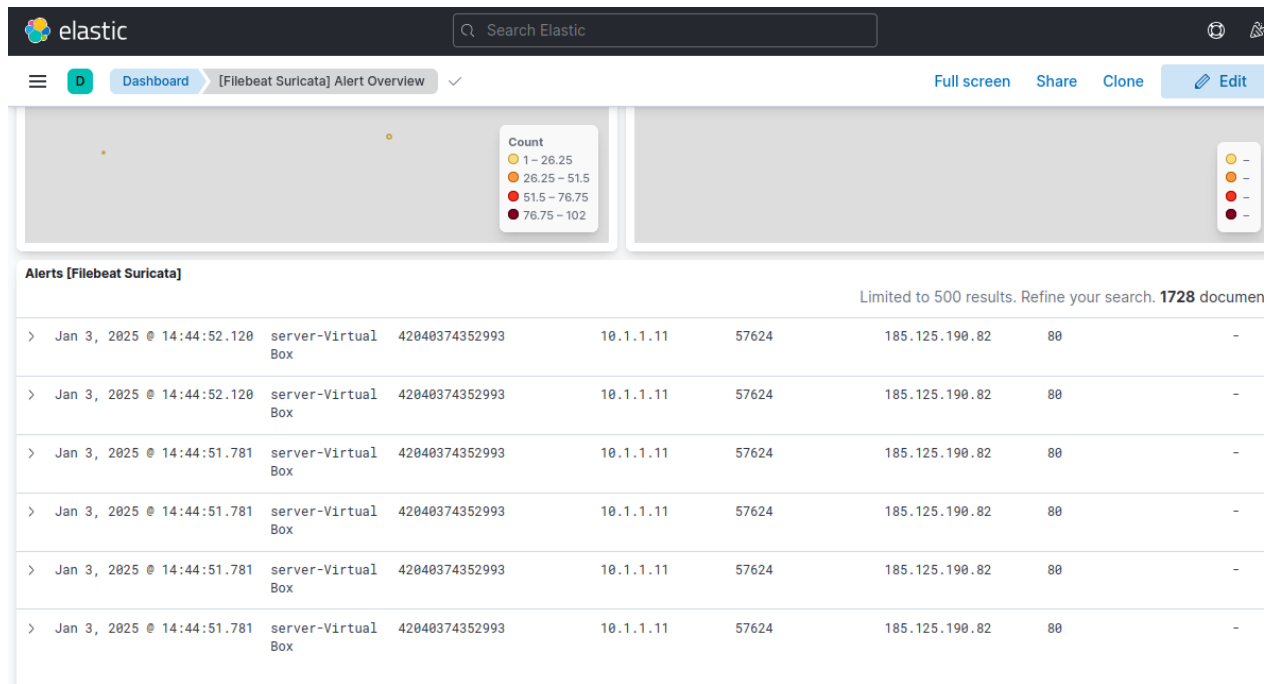 elastic
Search Elastic
D Dashboard [Filebeat Suricata] Alert Overview Full screen Share Clone Edit
Count
1 – 26.25
26.25 – 51.5
51.5 – 76.75
76.75 – 102
–
–
–
–
Alerts [Filebeat Suricata]
Limited to 500 results. Refine your search. 1728 documen
Jan 3, 2025 @ 14:44:52.120 server-Virtual 42040374352993 10.1.1.11 57624 185.125.190.82 80 -
Box
Jan 3, 2025 @ 14:44:52.120 server-Virtual 42040374352993 10.1.1.11 57624 185.125.190.82 80 -
Box
Jan 3, 2025 @ 14:44:51.781 server-Virtual 42040374352993 10.1.1.11 57624 185.125.190.82 80 -
Box
Jan 3, 2025 @ 14:44:51.781 server-Virtual 42040374352993 10.1.1.11 57624 185.125.190.82 80 -
Box
Jan 3, 2025 @ 14:44:51.781 server-Virtual 42040374352993 10.1.1.11 57624 185.125.190.82 80 -
Box
Jan 3, 2025 @ 14:44:51.781 server-Virtual 42040374352993 10.1.1.11 57624 185.125.190.82 80 -
Box